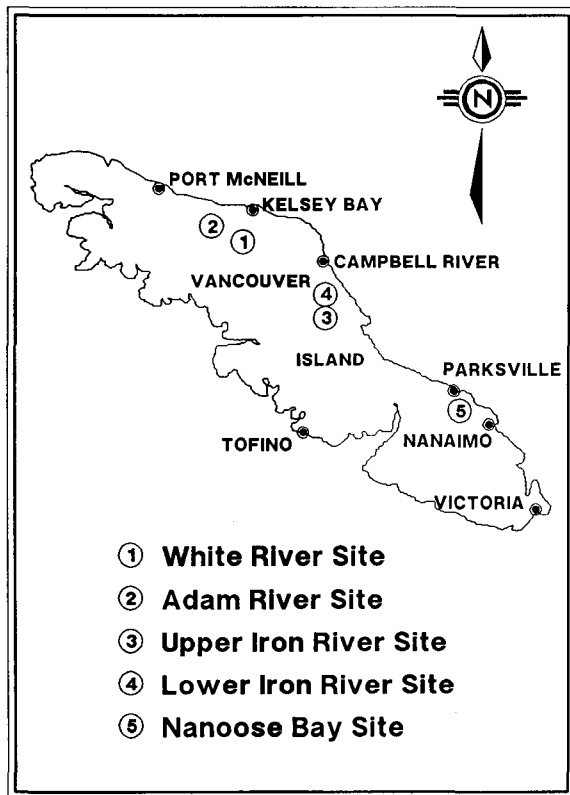 N
PORT McNEILL
KELSEY BAY
2
1
CAMPBELL RIVER
VANCOUVER
4
3
ISLAND
PARKSVILLE
5
TOFINO
NANAIMO
VICTORIA
1 White River Site
2 Adam River Site
3 Upper Iron River Site
4 Lower Iron River Site
5 Nanoose Bay Site